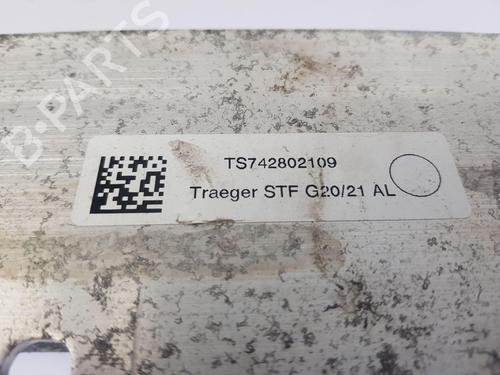 B-PARTS
TS742802109
Traeger STF G20/21 AL